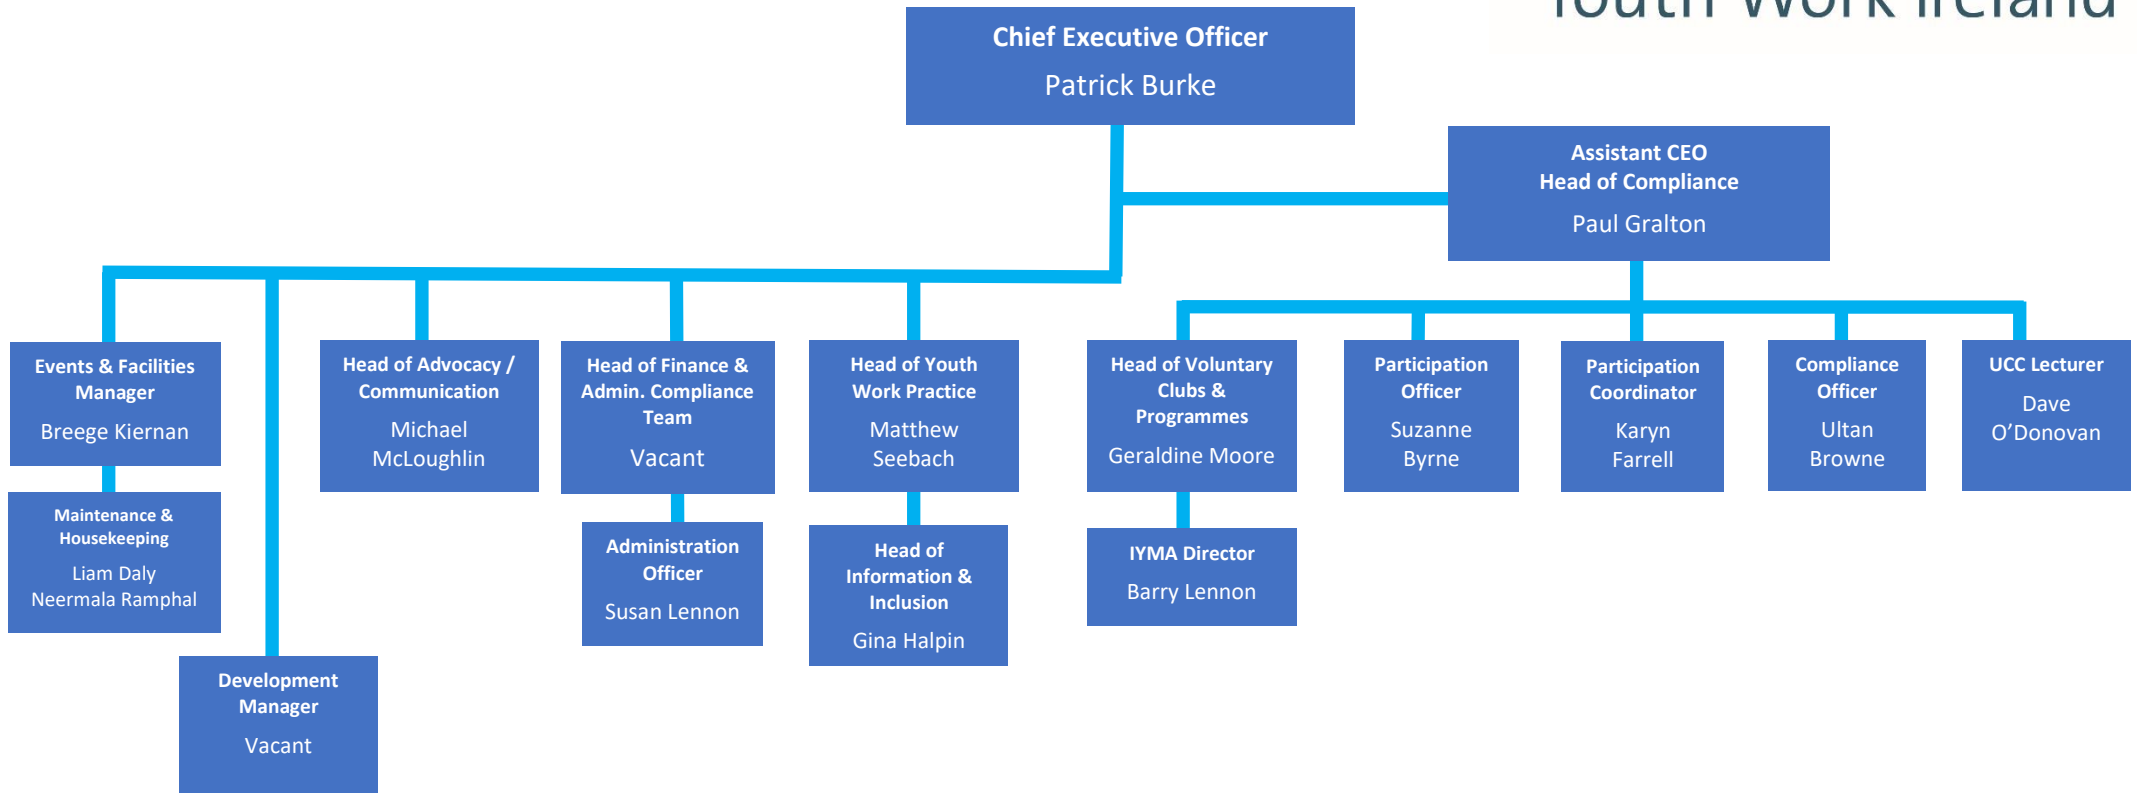 Youth Work Ireland
Chief Executive Officer
Patrick Burke
Assistant CEO
Head of Compliance
Paul Gralton
Events & Facilities
Manager
Breege Kiernan
Maintenance &
Housekeeping
Liam Daly
Neermala Ramphal
Development
Manager
Vacant
Head of Advocacy /
Communication
Michael
McLoughlin
Head of Finance &
Admin. Compliance
Team
Vacant
Administration
Officer
Susan Lennon
Head of Youth
Work Practice
Matthew
Seebach
Head of
Information &
Inclusion
Gina Halpin
Head of Voluntary
Clubs &
Programmes
Geraldine Moore
IYMA Director
Barry Lennon
Participation
Officer
Suzanne
Byrne
Participation
Coordinator
Karyn
Farrell
Compliance
Officer
Ultan
Browne
UCC Lecturer
Dave
O’Donovan